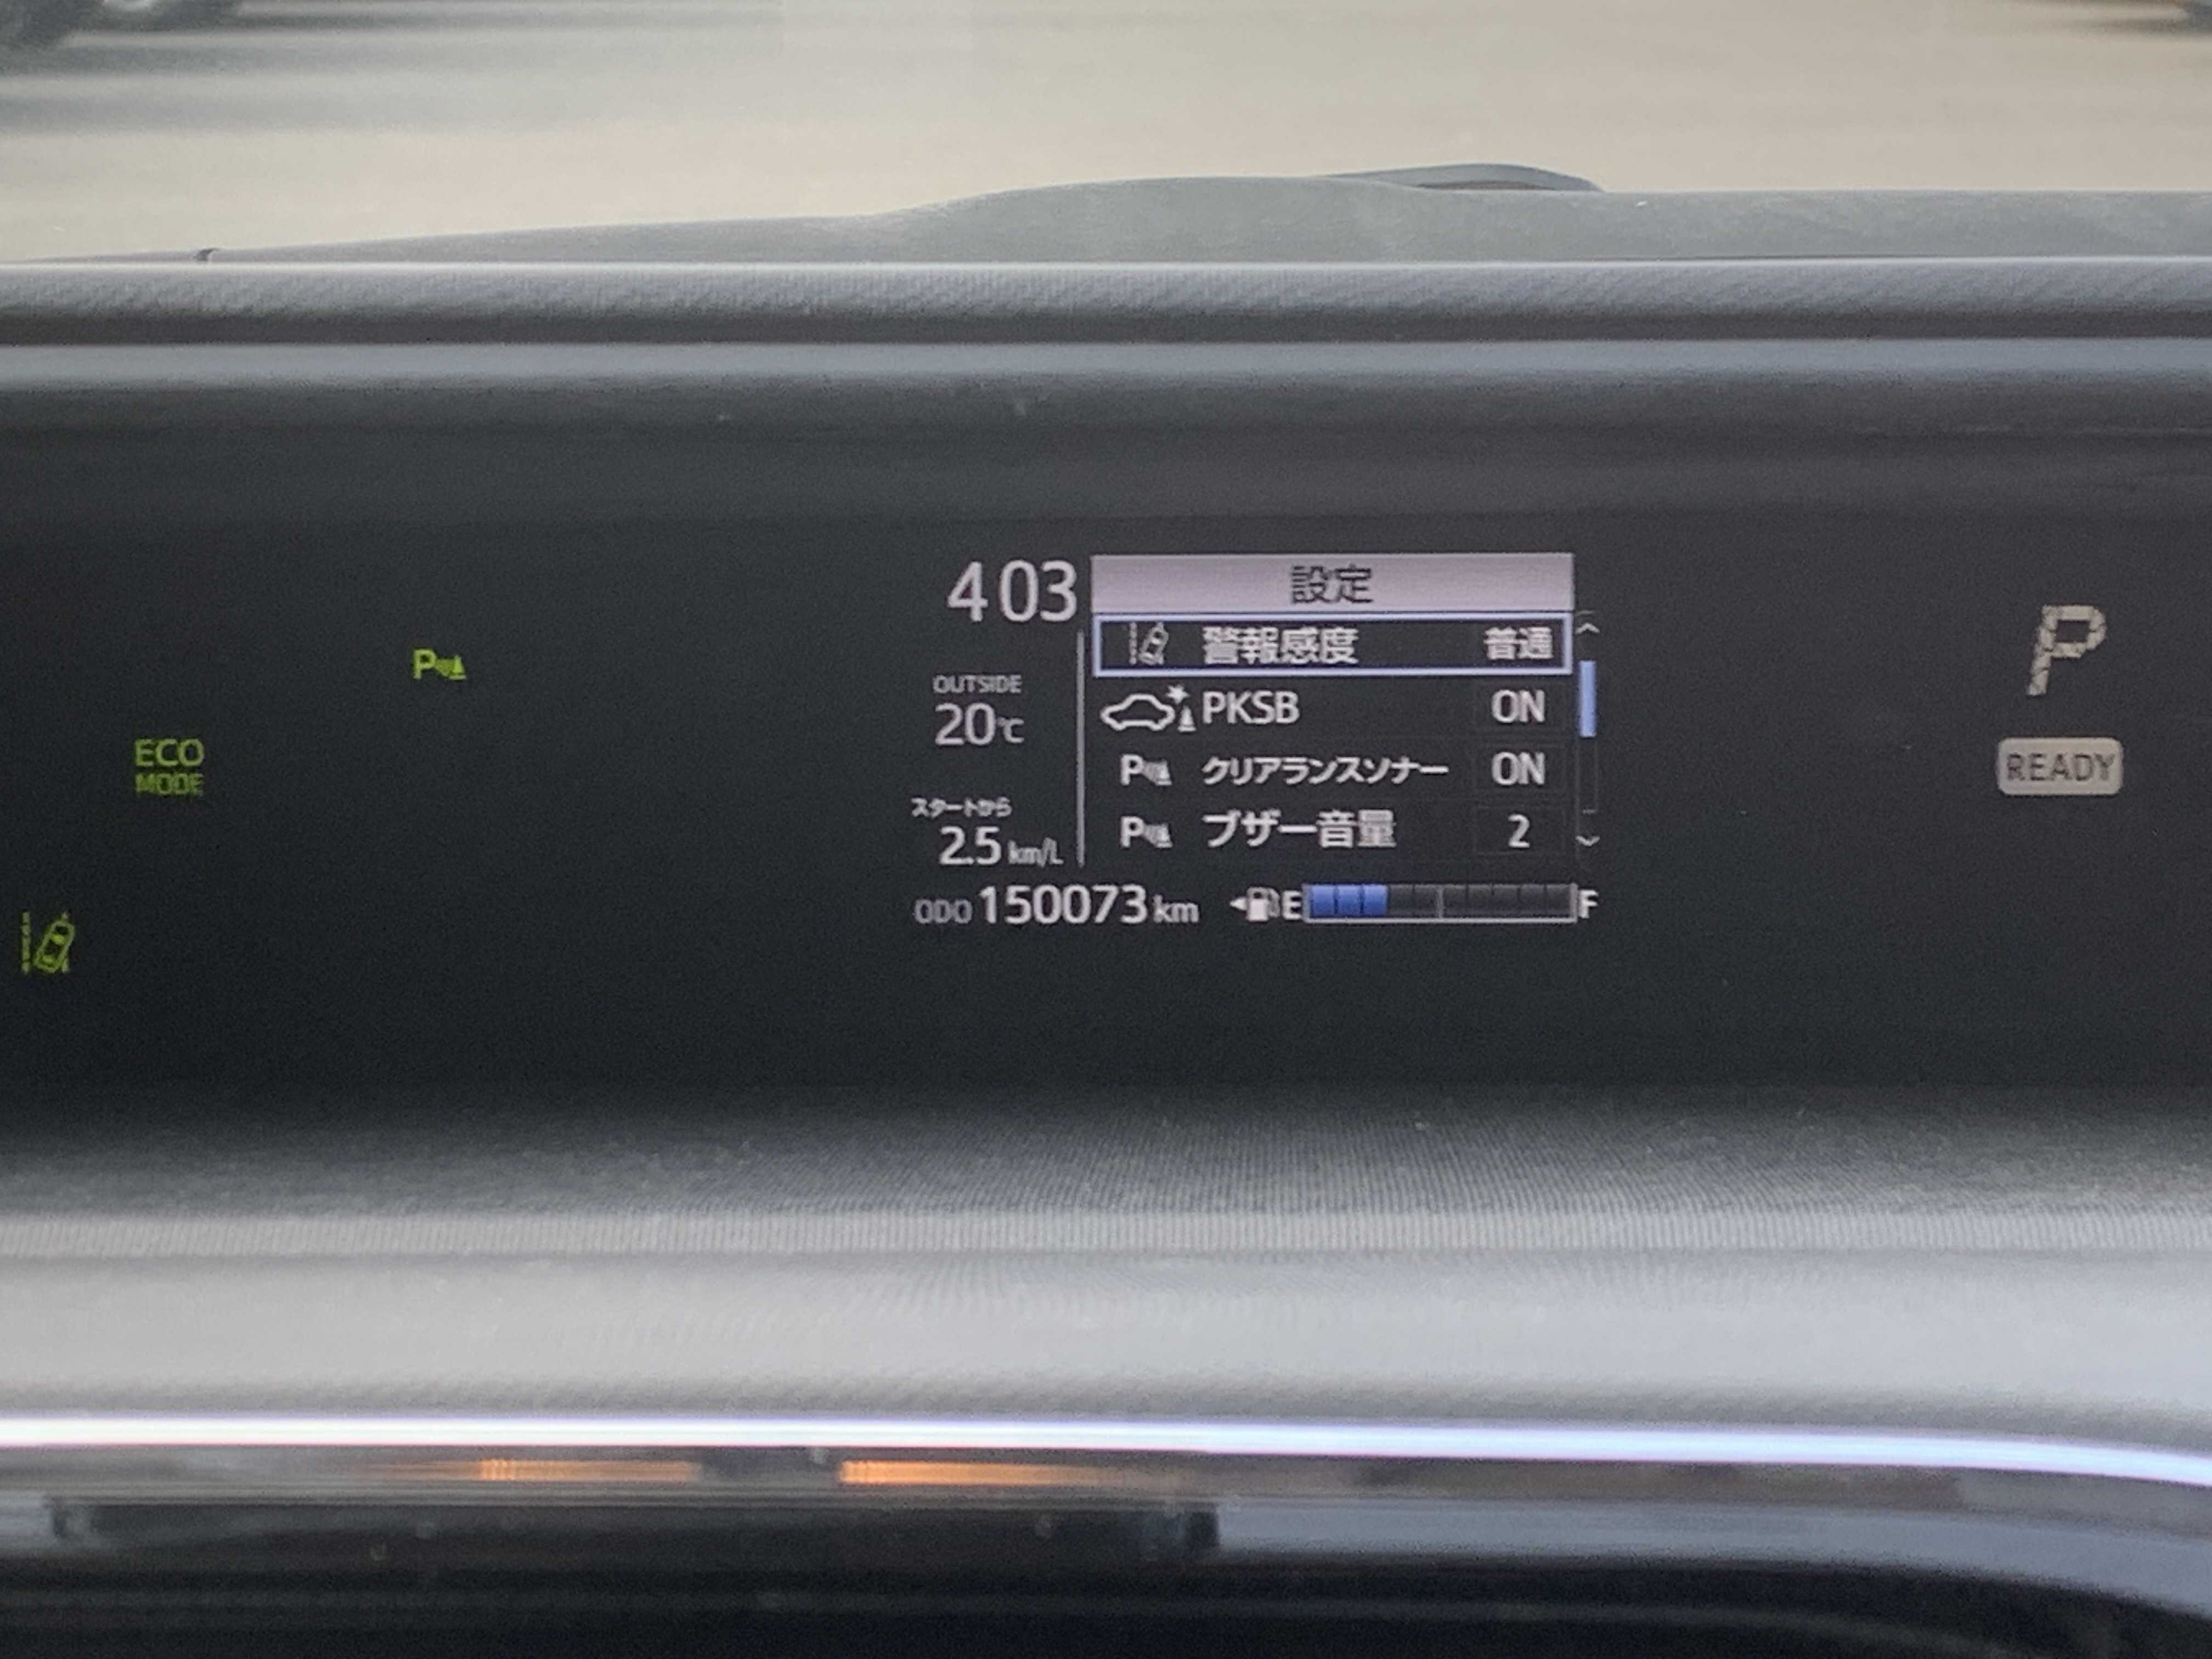 4 03
設定
警報感度 普通
PKSB ON
P クリアランスソナー ON
P ブザー音量 2
OUTSIDE
20℃
スタートから
2.5 km/L
ODO 150073 km
E F
P
ECO
MODE
P
READY